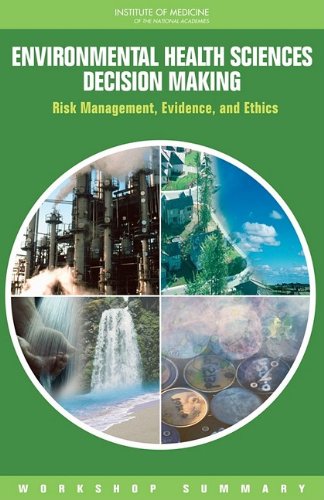 INSTITUTE OF MEDICINE
OF THE NATIONAL ACADEMIES
ENVIRONMENTAL HEALTH SCIENCES
DECISION MAKING
Risk Management, Evidence, and Ethics
WORKSHOP SUMMARY